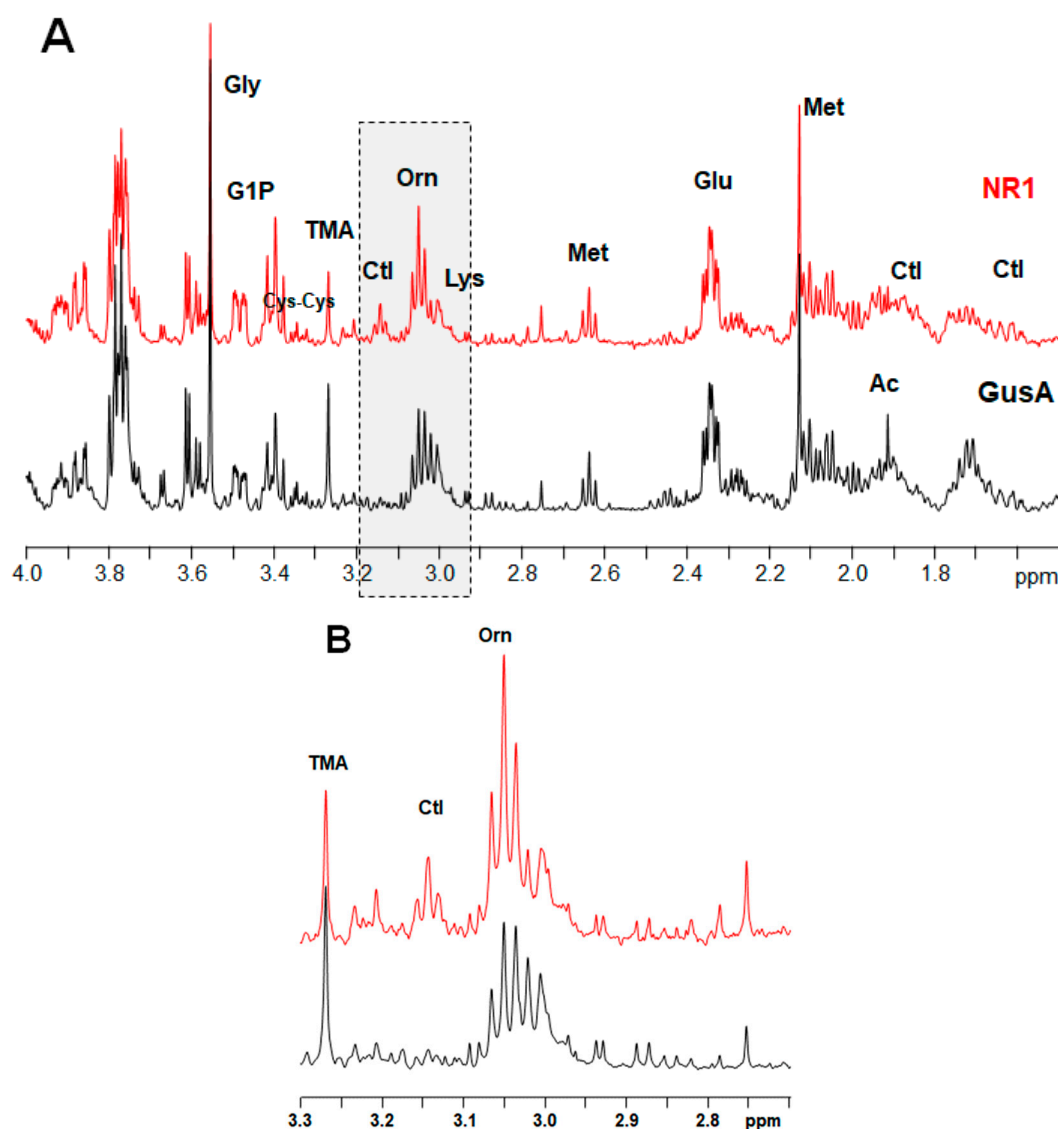 A
Gly
Met
G1P
Orn
Glu
NR1
TMA
Ctl
Lys
Met
Ctl
Ctl
Cys-Cys
Ac
GusA
4.0 3.8 3.6 3.4 3.2 3.0 2.8 2.6 2.4 2.2 2.0 1.8 ppm
B
Orn
TMA
Ctl
3.3 3.2 3.1 3.0 2.9 2.8 ppm